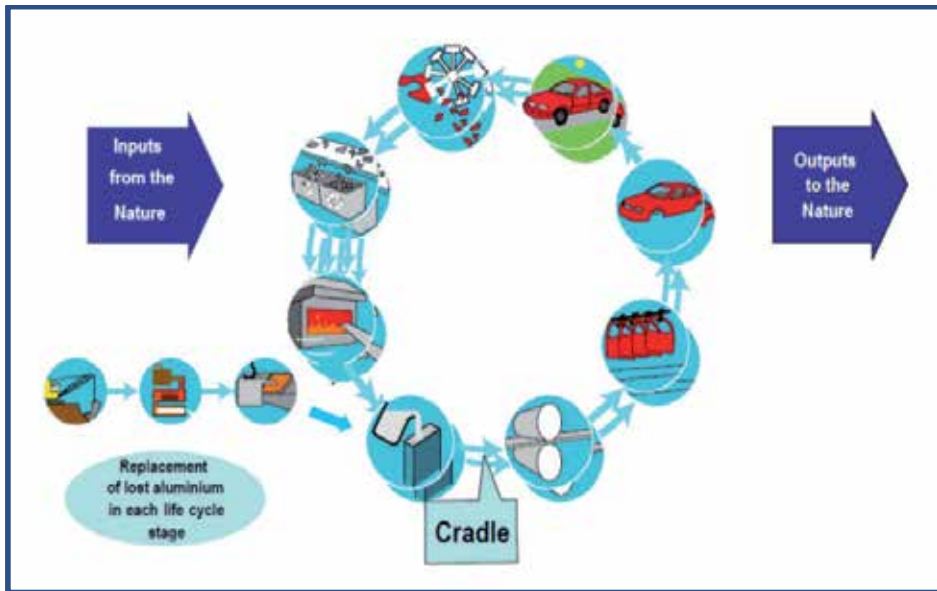 Inputs
from the
Nature
Outputs
to the
Nature
Replacement
of lost aluminium
in each life cycle
stage
Cradle